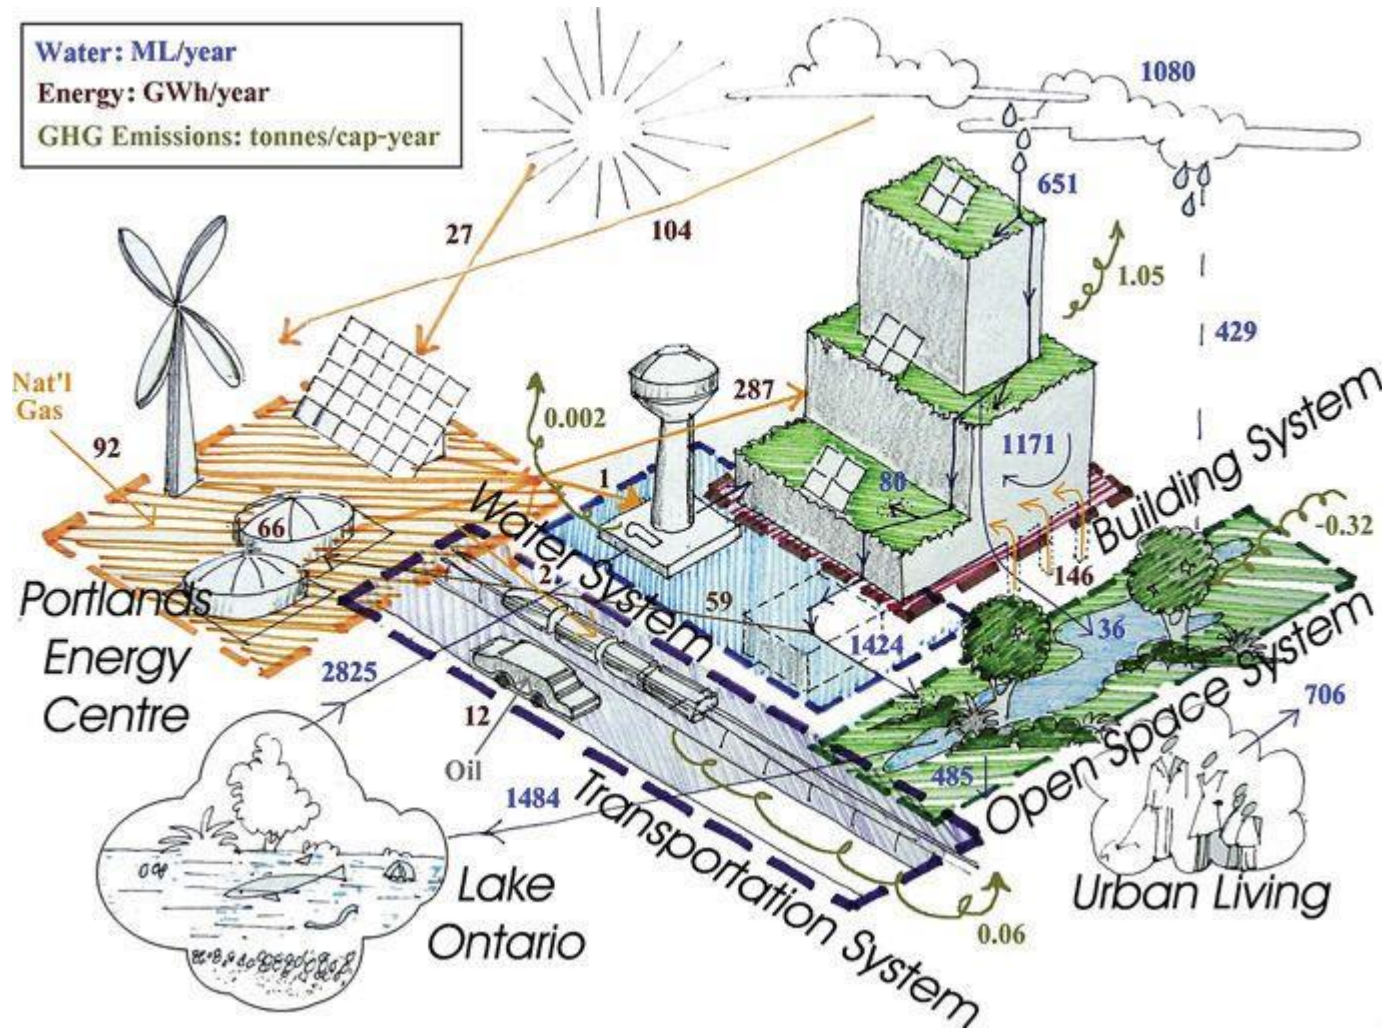 Water: ML/year
Energy: GWh/year
GHG Emissions: tonnes/cap-year
1080
651
27
104
1.05
429
Nat'l
Gas
92
287
0.002
1171
80
1
66
Water System
Building System
-0.32
2
59
146
Portlands
Energy
Centre
1424
36
2825
12
Oil
706
485
Open Space System
1484
Transportation System
Lake
Ontario
Urban Living
0.06